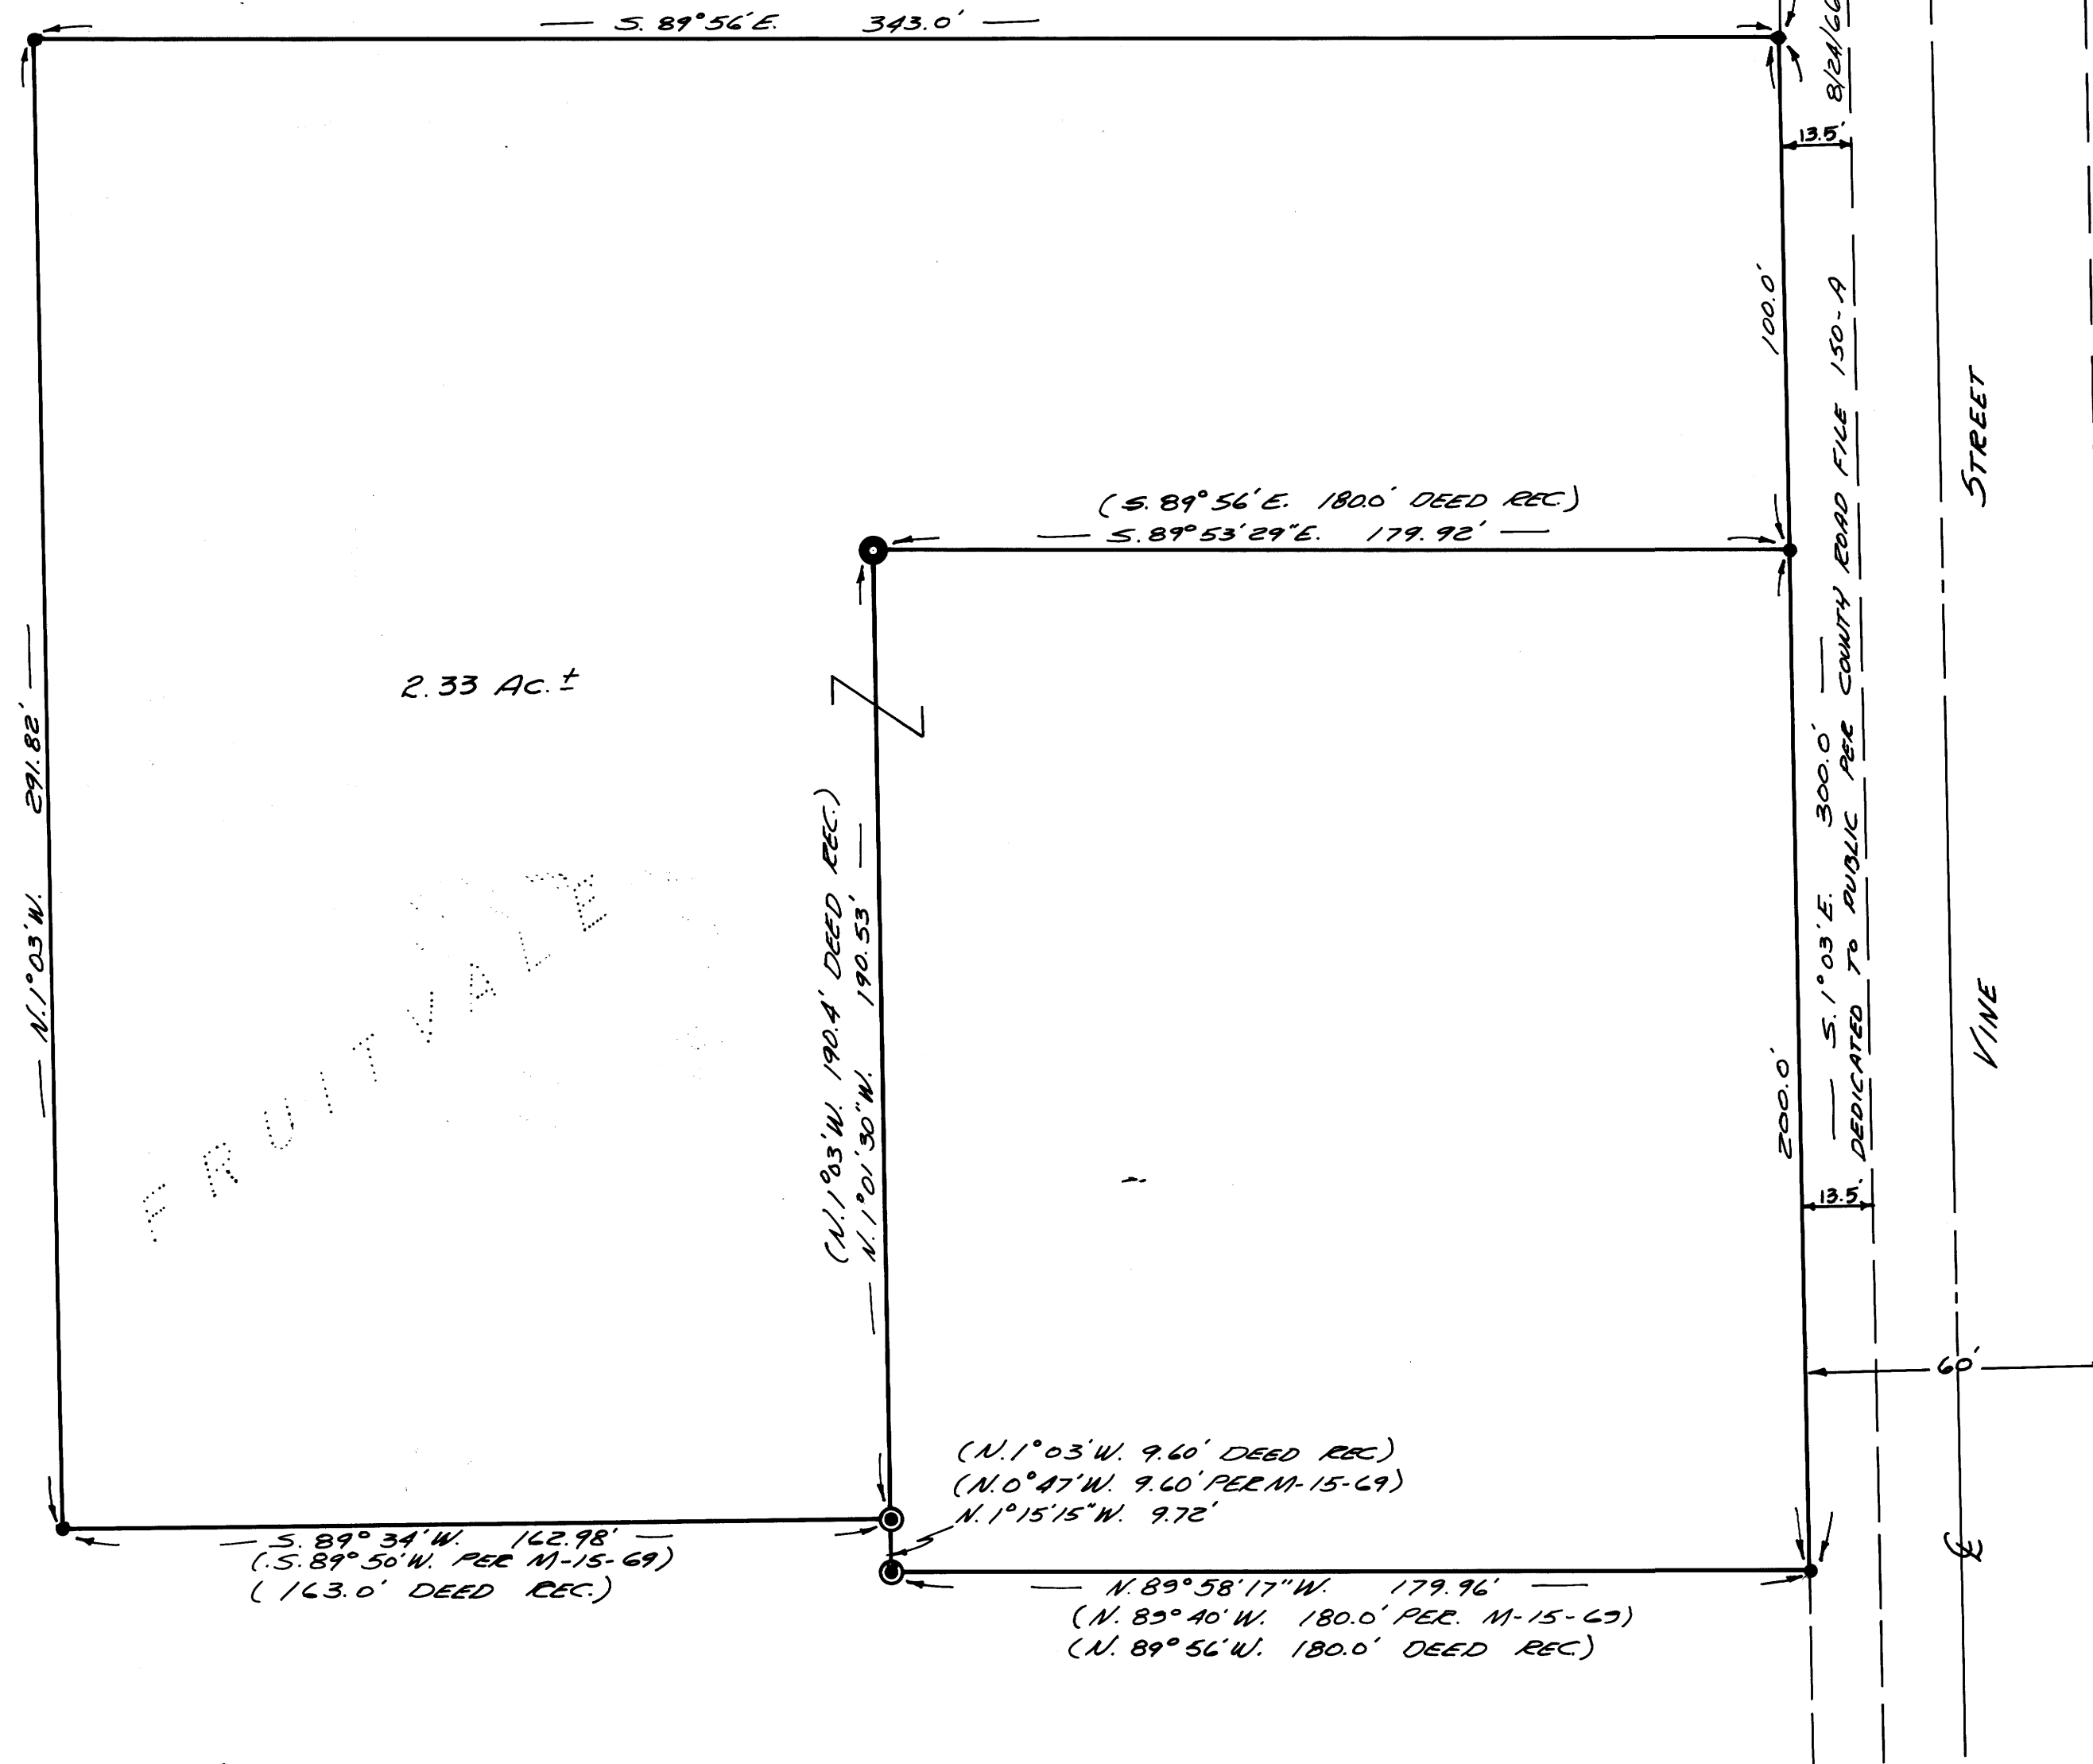 S. 89°56'E. 343.0'
8/24/66
13.5'
100.0'
DEDICATED TO PUBLIC PER COUNTY ROAD FILE 150-A
STREET
(S. 89°56'E. 180.0' DEED REC.)
S. 89°53'29"E. 179.92'
2.33 AC.±
N. 1°03'W. 291.82'
(N. 1°03'W. 190.4' DEED REC.)
N. 1°01'30"W. 190.53'
S. 1°03'E. 300.0'
FRUITVALE
VINE
200.0'
13.5'
60'
(N. 1°03'W. 9.60' DEED REC.)
(N. 0°47'W. 9.60' PER M-15-69)
N. 1°15'15"W. 9.72'
S. 89°34'W. 162.98'
(S. 89°50'W. PER M-15-69)
(163.0' DEED REC.)
℄
N. 89°58'17"W. 179.96'
(N. 89°40'W. 180.0' PER. M-15-69)
(N. 89°56'W. 180.0' DEED REC.)